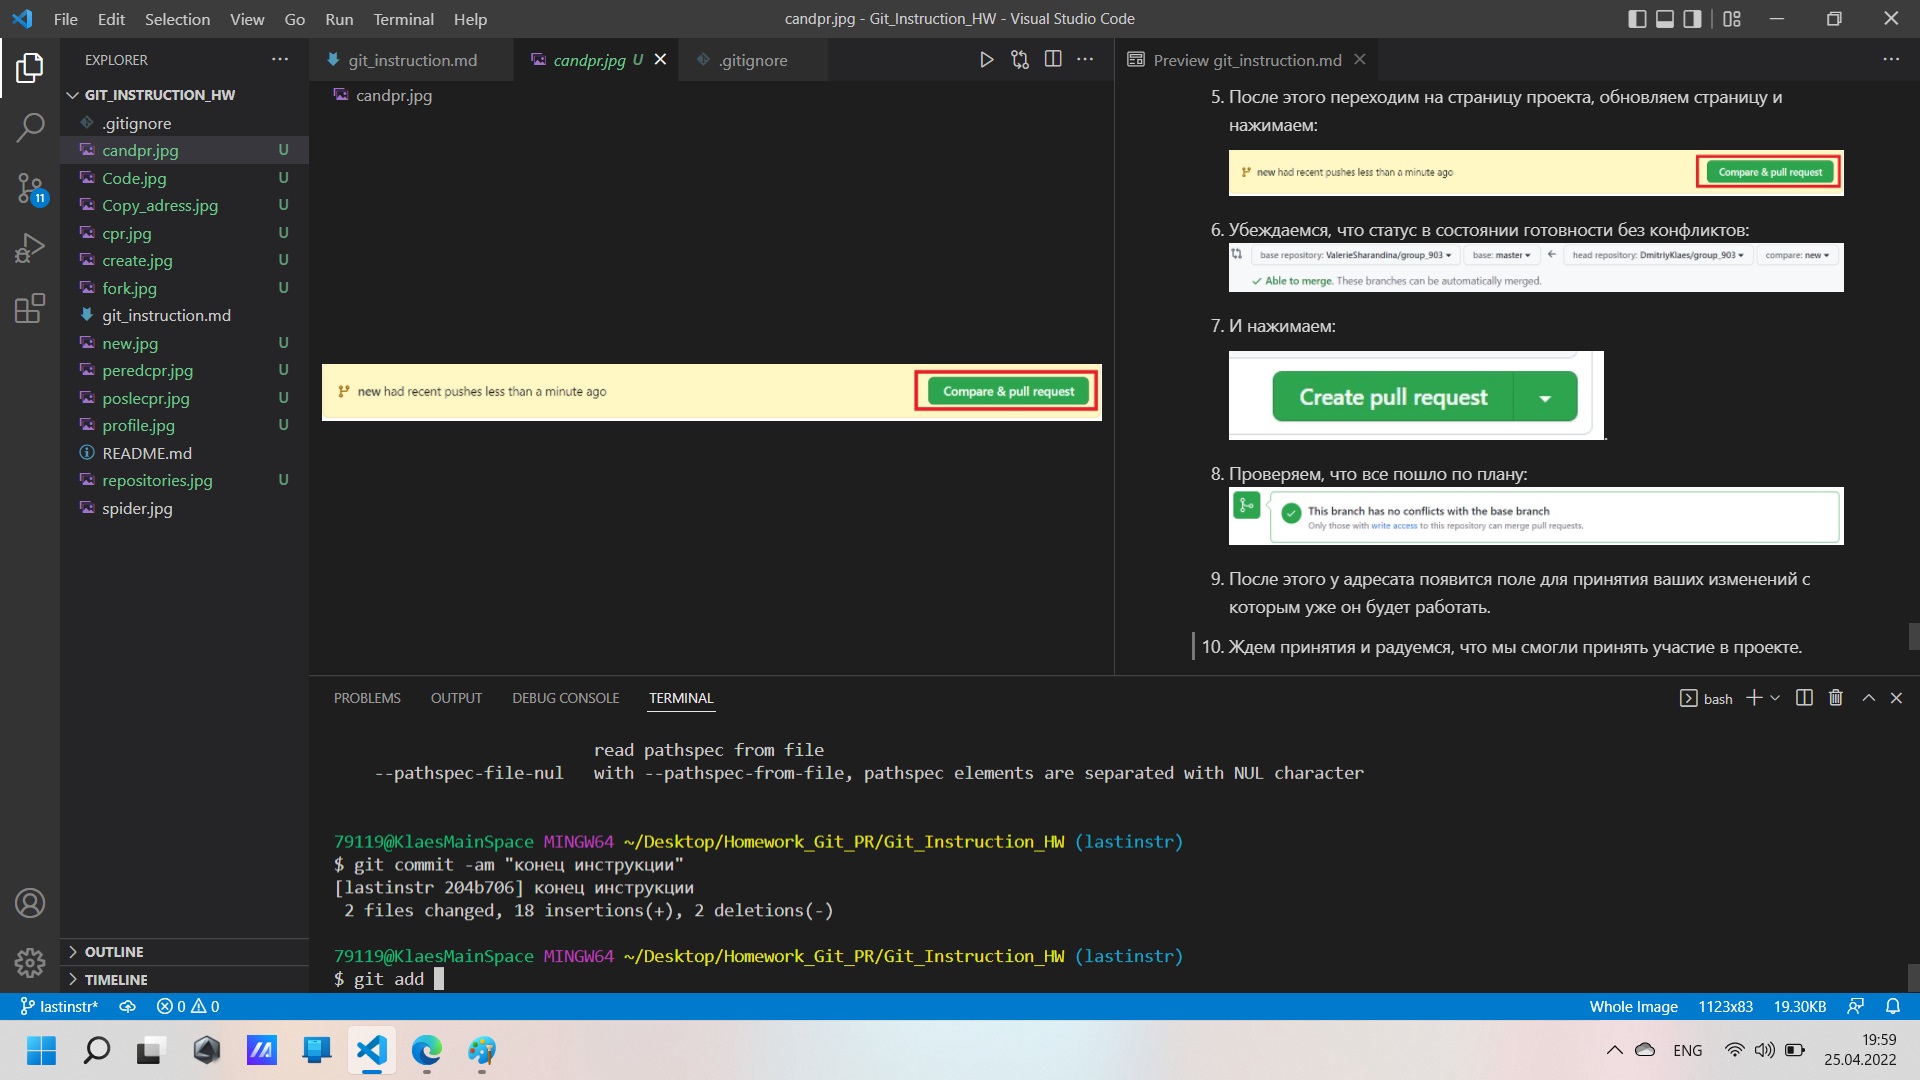 File Edit Selection View Go Run Terminal Help
candpr.jpg - Git_Instruction_HW - Visual Studio Code
EXPLORER
GIT_INSTRUCTION_HW
.gitignore
candpr.jpg U
Code.jpg U
Copy_adress.jpg U
cpr.jpg U
create.jpg U
fork.jpg U
git_instruction.md
new.jpg U
peredcpr.jpg U
poslecpr.jpg U
profile.jpg U
README.md
repositories.jpg U
spider.jpg
OUTLINE
TIMELINE
11
git_instruction.md
candpr.jpg U
.gitignore
candpr.jpg
new had recent pushes less than a minute ago
Compare & pull request
Preview git_instruction.md
5. После этого переходим на страницу проекта, обновляем страницу и
нажимаем:
new had recent pushes less than a minute ago
Compare & pull request
6. Убеждаемся, что статус в состоянии готовности без конфликтов:
base repository: ValerieSharandina/group_903 base: master head repository: DmitriyKlaes/group_903 compare: new
Able to merge. These branches can be automatically merged.
7. И нажимаем:
Create pull request
.
8. Проверяем, что все пошло по плану:
This branch has no conflicts with the base branch
Only those with write access to this repository can merge pull requests.
9. После этого у адресата появится поле для принятия ваших изменений с
которым уже он будет работать.
10. Ждем принятия и радуемся, что мы смогли принять участие в проекте.
PROBLEMS OUTPUT DEBUG CONSOLE TERMINAL
bash
read pathspec from file
--pathspec-file-nul with --pathspec-from-file, pathspec elements are separated with NUL character
79119@KlaesMainSpace MINGW64 ~/Desktop/Homework_Git_PR/Git_Instruction_HW (lastinstr)
$ git commit -am "конец инструкции"
[lastinstr 204b706] конец инструкции
2 files changed, 18 insertions(+), 2 deletions(-)
79119@KlaesMainSpace MINGW64 ~/Desktop/Homework_Git_PR/Git_Instruction_HW (lastinstr)
$ git add
lastinstr* 0 0
Whole Image 1123x83 19.30KB
ENG
19:59
25.04.2022